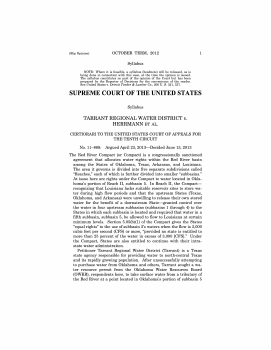 (Slip Opinion) OCTOBER TERM, 2012 1
Syllabus
NOTE: Where it is feasible, a syllabus (headnote) will be released, as is
being done in connection with this case, at the time the opinion is issued.
The syllabus constitutes no part of the opinion of the Court but has been
prepared by the Reporter of Decisions for the convenience of the reader.
See United States v. Detroit Timber & Lumber Co., 200 U. S. 321, 337.
SUPREME COURT OF THE UNITED STATES
Syllabus
TARRANT REGIONAL WATER DISTRICT v.
HERRMANN ET AL.
CERTIORARI TO THE UNITED STATES COURT OF APPEALS FOR
THE TENTH CIRCUIT
No. 11–889. Argued April 23, 2013—Decided June 13, 2013
The Red River Compact (or Compact) is a congressionally sanctioned
agreement that allocates water rights within the Red River basin
among the States of Oklahoma, Texas, Arkansas, and Louisiana.
The area it governs is divided into five separate subdivisions called
“Reaches,” each of which is further divided into smaller “subbasins.”
At issue here are rights under the Compact to water located in Okla-
homa’s portion of Reach II, subbasin 5. In Reach II, the Compact—
recognizing that Louisiana lacks suitable reservoir sites to store wa-
ter during high flow periods and that the upstream States (Texas,
Oklahoma, and Arkansas) were unwilling to release their own stored
water for the benefit of a downstream State—granted control over
the water in four upstream subbasins (subbasins 1 through 4) to the
States in which each subbasin is located and required that water in a
fifth subbasin, subbasin 5, be allowed to flow to Louisiana at certain
minimum levels. Section 5.05(b)(1) of the Compact gives the States
“equal rights” to the use of subbasin 5’s waters when the flow is 3,000
cubic feet per second (CFS) or more, “provided no state is entitled to
more than 25 percent of the water in excess of 3,000 [CFS].” Under
the Compact, States are also entitled to continue with their intra-
state water administration.
Petitioner Tarrant Regional Water District (Tarrant) is a Texas
state agency responsible for providing water to north-central Texas
and its rapidly growing population. After unsuccessfully attempting
to purchase water from Oklahoma and others, Tarrant sought a wa-
ter resource permit from the Oklahoma Water Resources Board
(OWRB), respondents here, to take surface water from a tributary of
the Red River at a point located in Oklahoma’s portion of subbasin 5